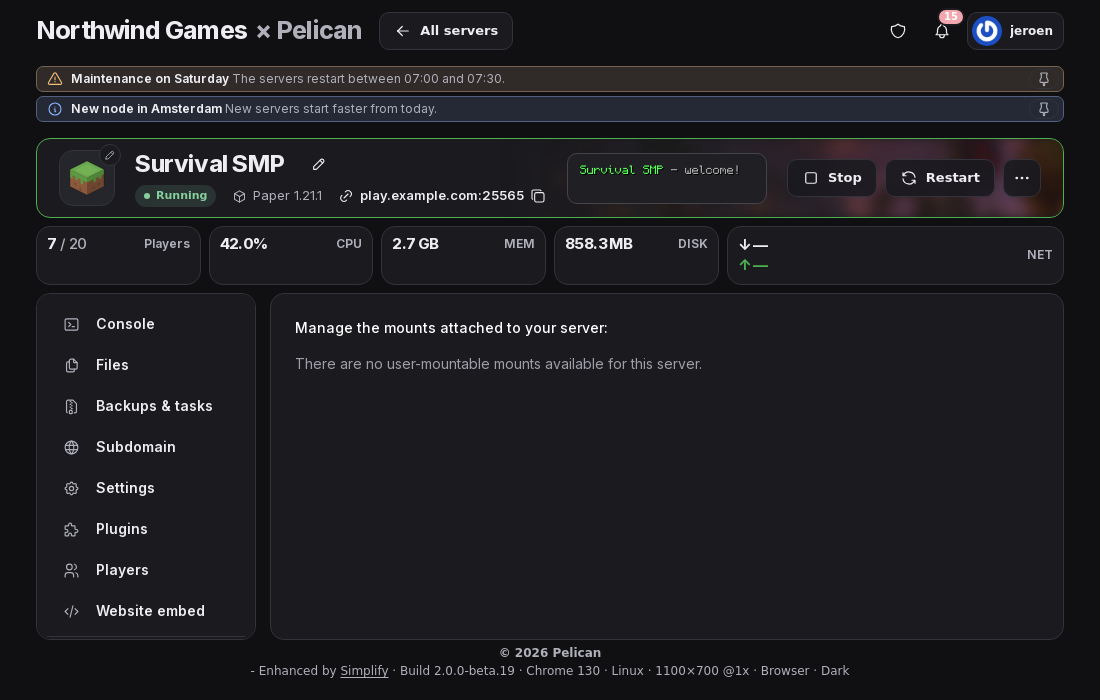 Northwind Games × Pelican
All servers
15
jeroen
Maintenance on Saturday The servers restart between 07:00 and 07:30.
New node in Amsterdam New servers start faster from today.
Survival SMP
Running
Paper 1.21.1
play.example.com:25565
Survival SMP — welcome!
Stop
Restart
7 / 20
Players
42.0%
CPU
2.7 GB
MEM
858.3 MB
DISK
↓—
↑—
NET
Console
Files
Backups & tasks
Subdomain
Settings
Plugins
Players
Website embed
Manage the mounts attached to your server:
There are no user-mountable mounts available for this server.
© 2026 Pelican
- Enhanced by Simplify · Build 2.0.0-beta.19 · Chrome 130 · Linux · 1100×700 @1x · Browser · Dark